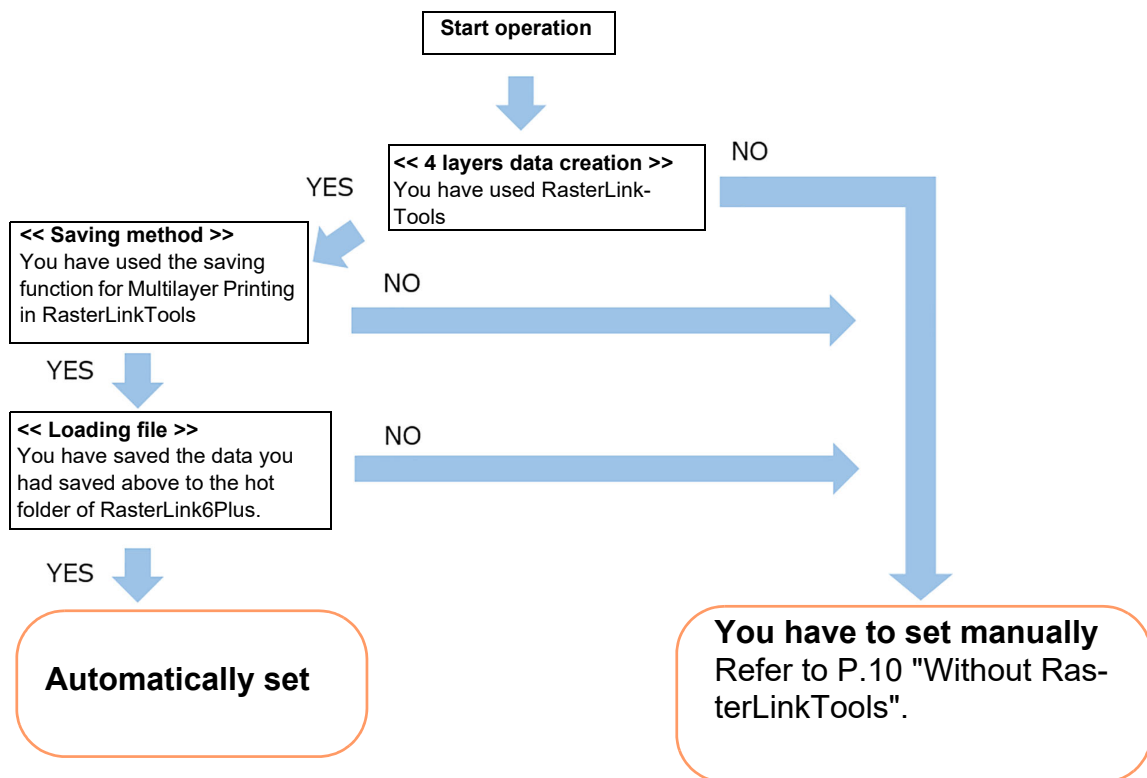 Start operation
<< 4 layers data creation >>
You have used RasterLink-
Tools
NO
YES
<< Saving method >>
You have used the saving
function for Multilayer Printing
in RasterLinkTools
NO
YES
<< Loading file >>
You have saved the data you
had saved above to the hot
folder of RasterLink6Plus.
NO
YES
Automatically set
You have to set manually
Refer to P.10 "Without Ras-
terLinkTools".